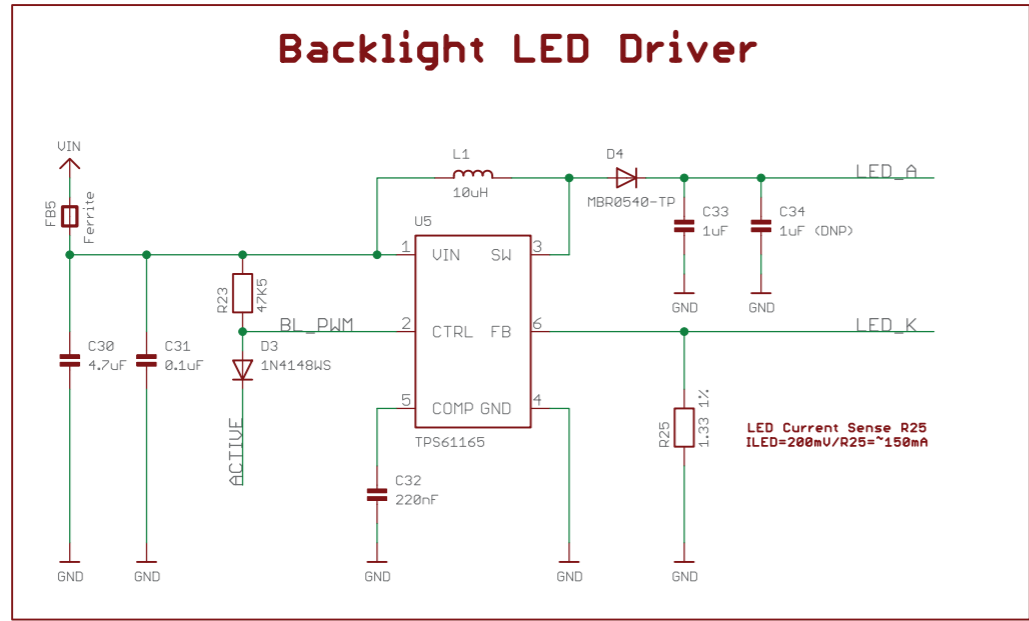 Backlight LED Driver
VIN
FB5
Ferrite
L1
10uH
D4
MBR0540-TP
LED_A
C33
1uF
C34
1uF (DNP)
GND
GND
U5
1 VIN SW 3
2 CTRL FB 6
5 COMP GND 4
TPS61165
R23
47K5
BL_PWM
LED_K
C30
4.7uF
C31
0.1uF
D3
1N4148WS
ACTIVE
C32
220nF
R25
1.33 1%
LED Current Sense R25
ILED=200mV/R25=~150mA
GND
GND
GND
GND
GND